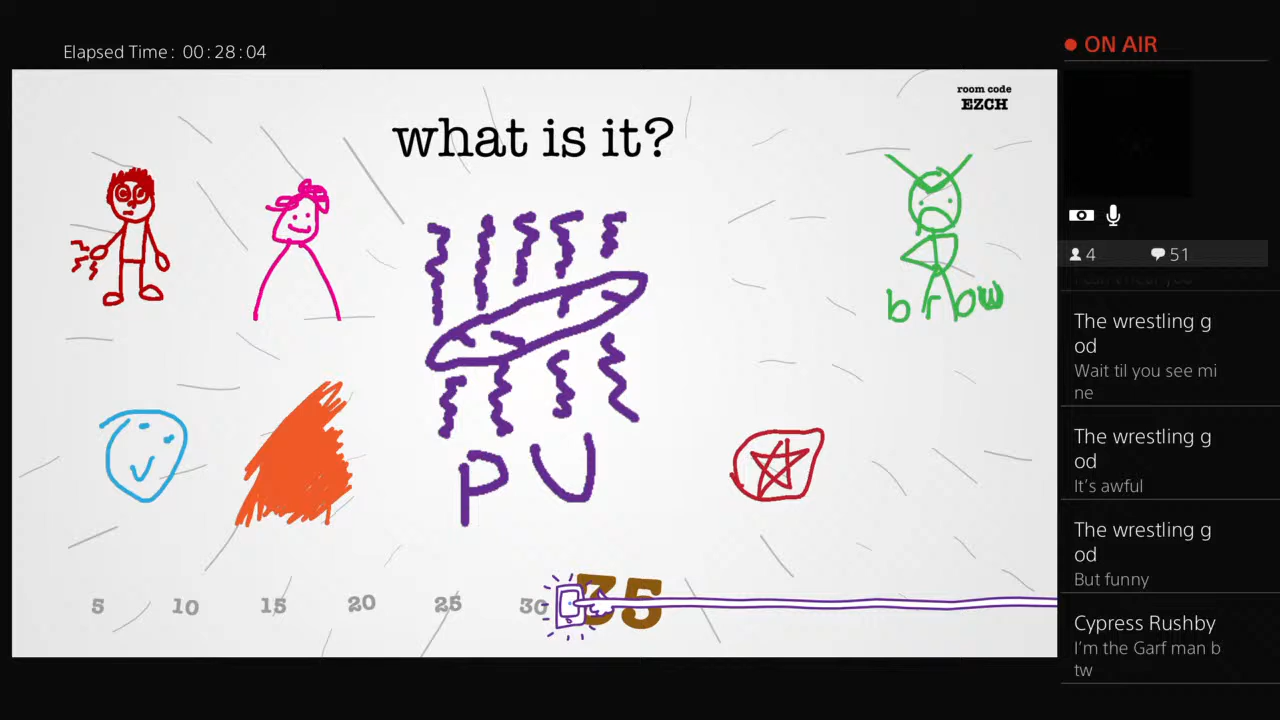 Elapsed Time: 00:28:04
ON AIR
room code
EZCH
what is it?
brow
PU
5
10
15
20
25
30
35
4
51
The wrestling g
od
Wait til you see mi
ne
The wrestling g
od
It's awful
The wrestling g
od
But funny
Cypress Rushby
I'm the Garf man b
tw